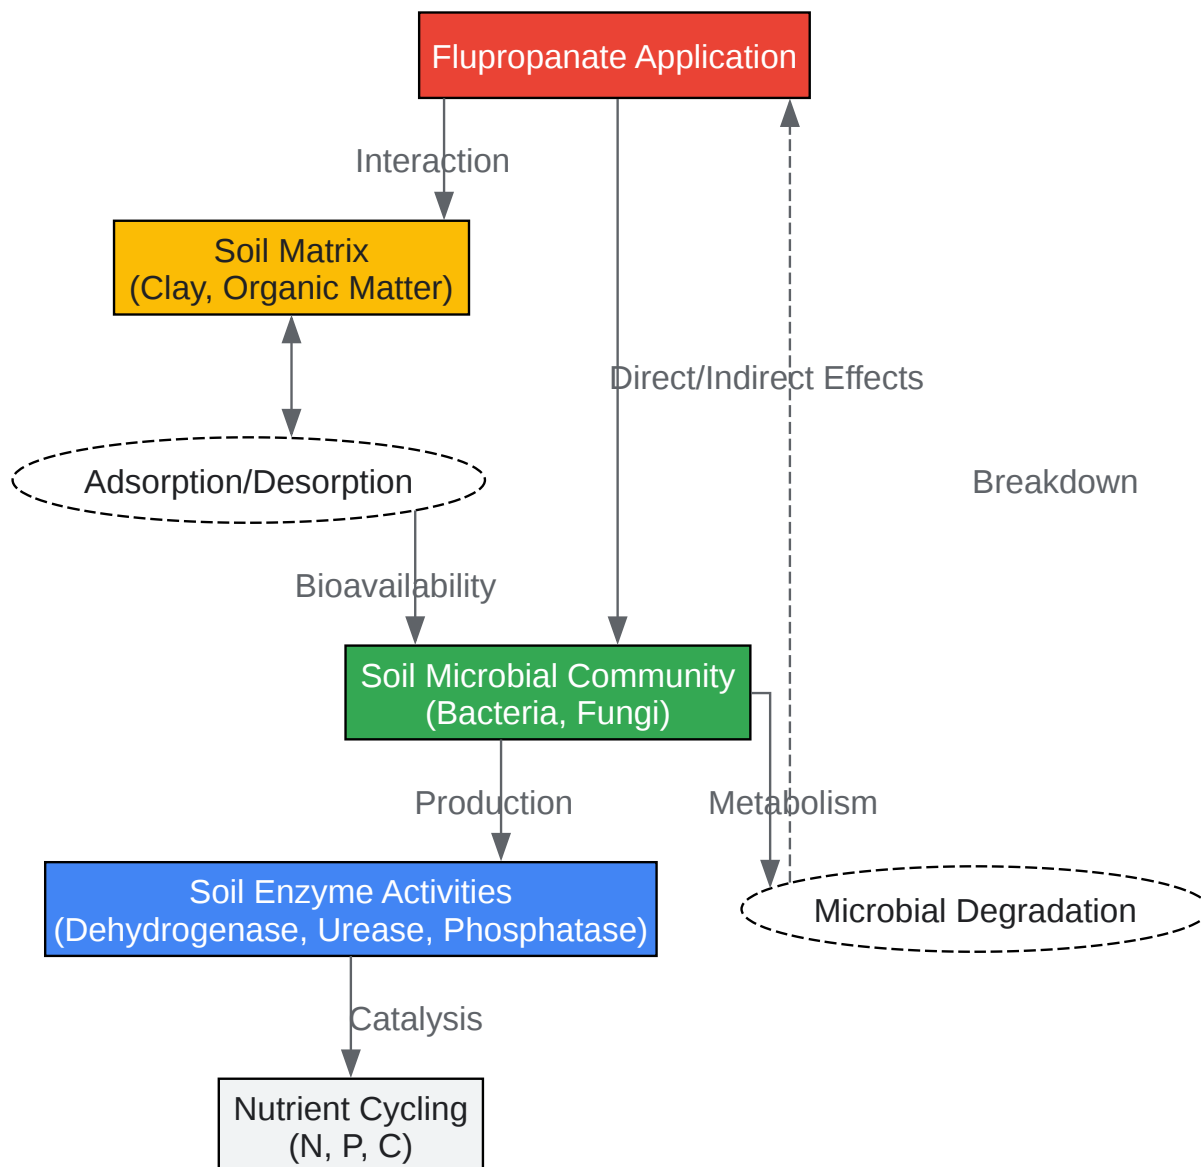 Flupropanate Application
Interaction
Soil Matrix
(Clay, Organic Matter)
Direct/Indirect Effects
Adsorption/Desorption
Breakdown
Bioavailability
Soil Microbial Community
(Bacteria, Fungi)
Production
Metabolism
Soil Enzyme Activities
(Dehydrogenase, Urease, Phosphatase)
Microbial Degradation
Catalysis
Nutrient Cycling
(N, P, C)